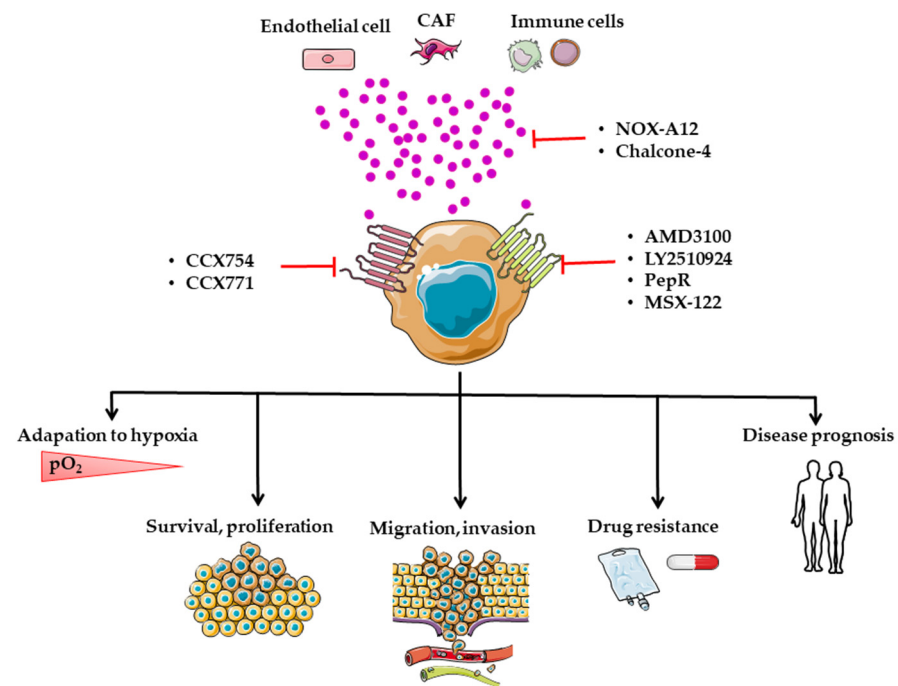 Endothelial cell
CAF
Immune cells
• NOX-A12
• Chalcone-4
• CCX754
• CCX771
• AMD3100
• LY2510924
• PepR
• MSX-122
Adapation to hypoxia
pO₂
Disease prognosis
Survival, proliferation
Migration, invasion
Drug resistance